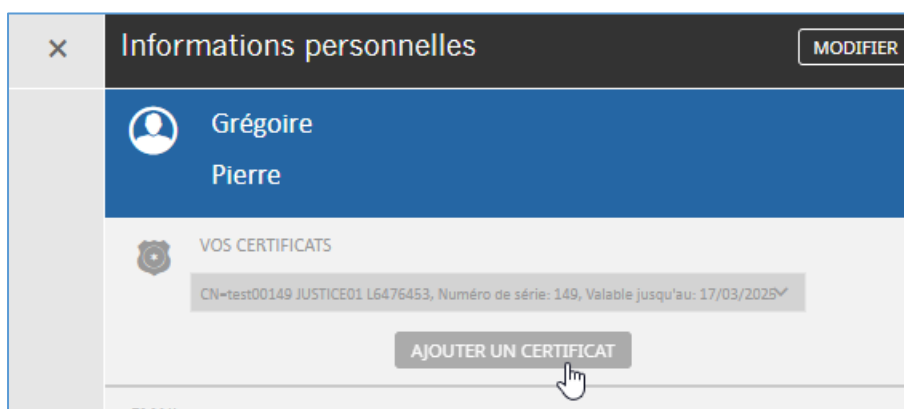 ×
Informations personnelles
MODIFIER
Grégoire
Pierre
VOS CERTIFICATS
CN=test00149 JUSTICE01 L6476453, Numéro de série: 149, Valable jusqu'au: 17/03/2025
AJOUTER UN CERTIFICAT